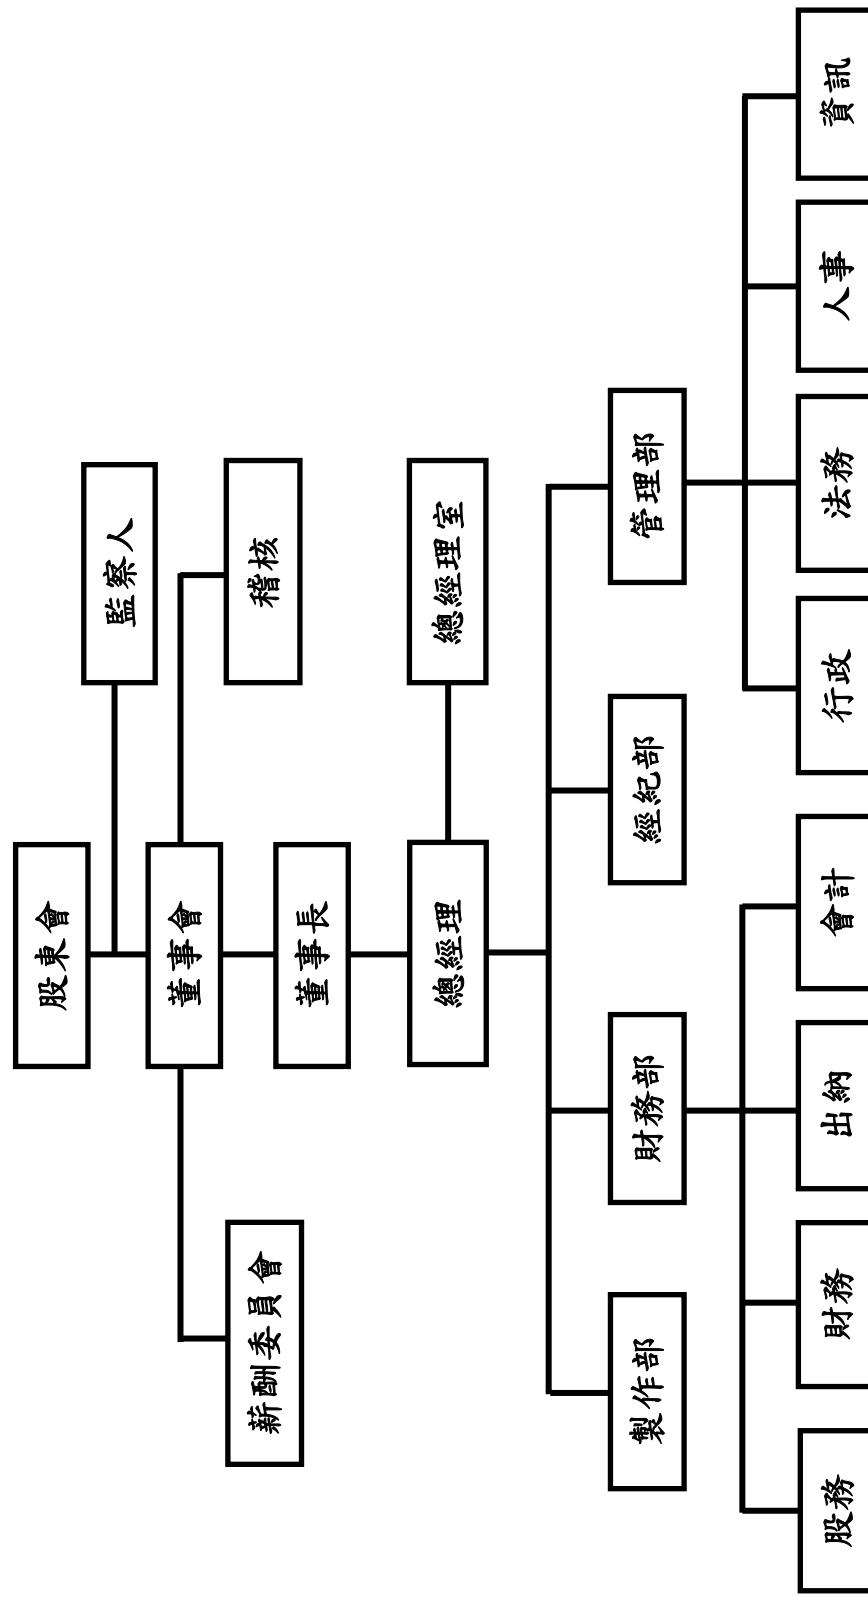 股東會
監察人
董事會
薪酬委員會
稽核
董事長
總經理
總經理室
製作部
財務部
經紀部
管理部
股務
財務
出納
會計
行政
法務
人事
資訊